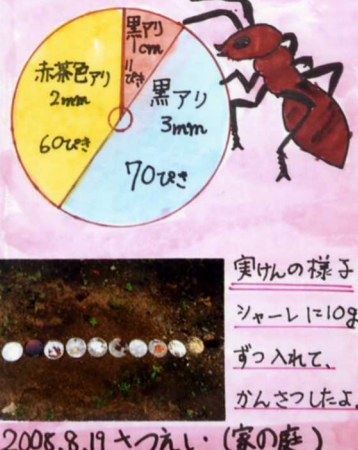 黒アリ
1cm
11ぴき
赤茶色アリ
2mm
60ぴき
黒アリ
3mm
70ぴき
実けんの様子
シャーレに10g
ずつ入れて、
かんさつしたよ。
2008.8.19さつえい(家の庭)